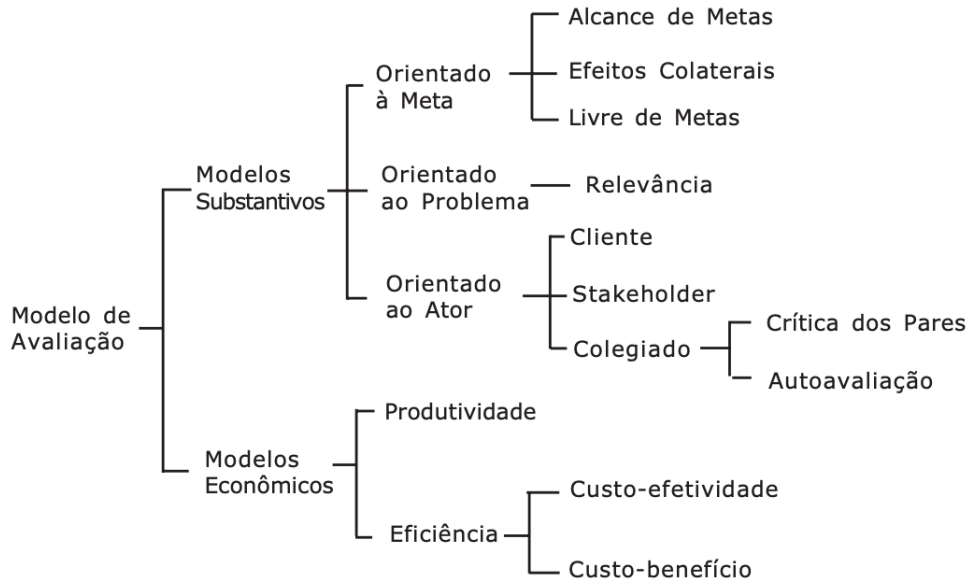 Alcance de Metas
Orientado
à Meta
Efeitos Colaterais
Livre de Metas
Modelos
Substantivos
Orientado
ao Problema
Relevância
Cliente
Orientado
ao Ator
Stakeholder
Modelo de
Avaliação
Crítica dos Pares
Colegiado
Autoavaliação
Produtividade
Modelos
Econômicos
Custo-efetividade
Eficiência
Custo-benefício